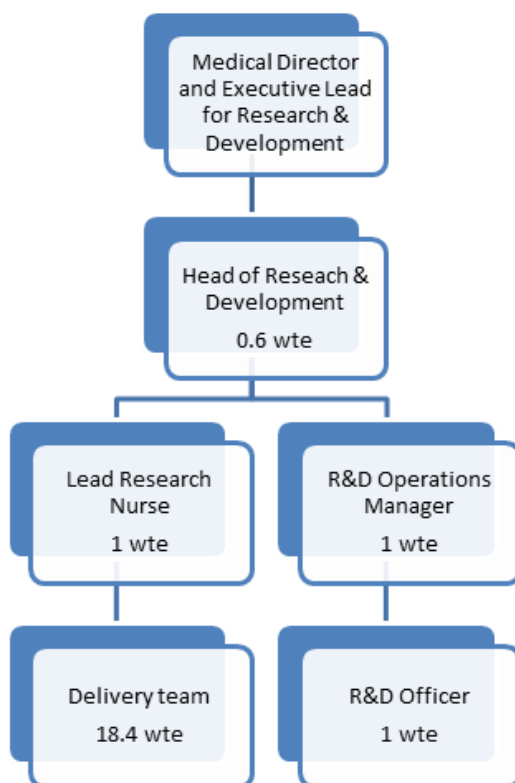 Medical Director
and Executive Lead
for Research &
Development
Head of Reseach &
Development
0.6 wte
Lead Research
Nurse
1 wte
R&D Operations
Manager
1 wte
Delivery team
18.4 wte
R&D Officer
1 wte